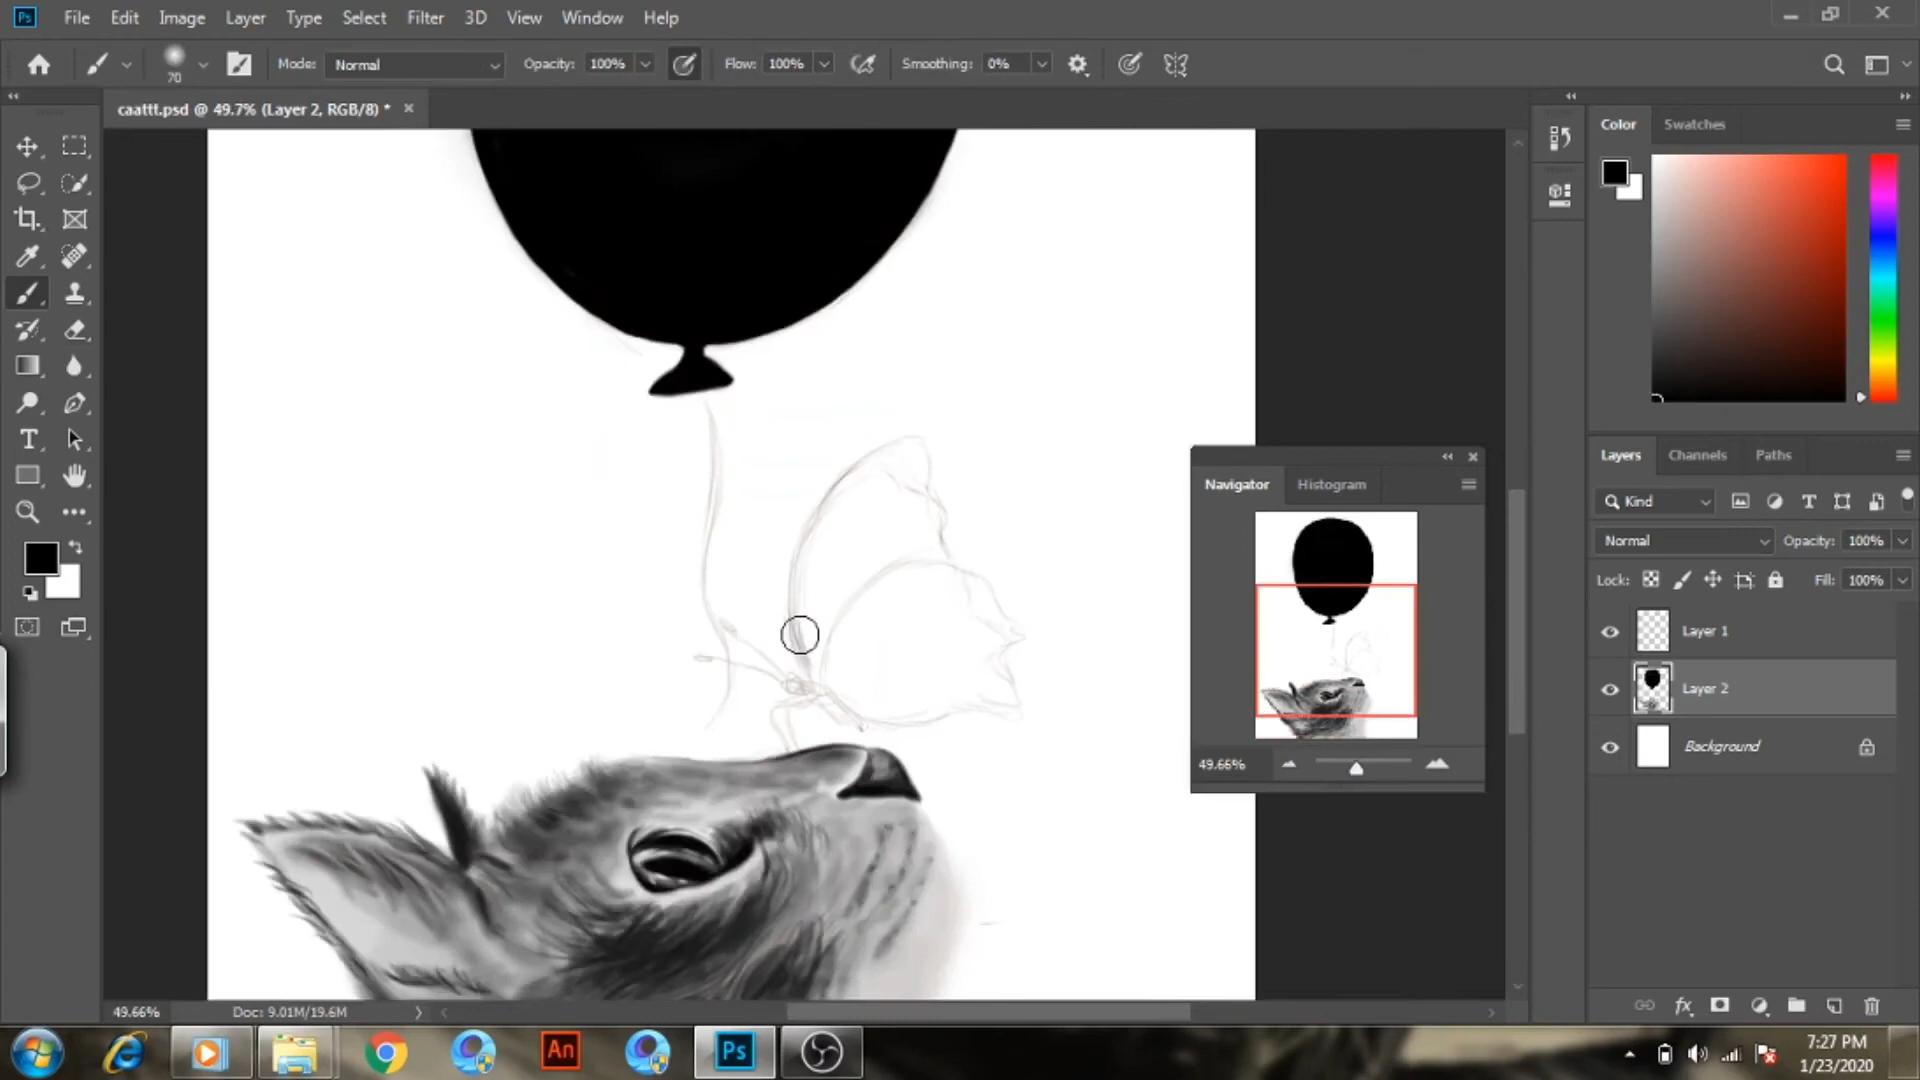 Ps File Edit Image Layer Type Select Filter 3D View Window Help
70 Mode: Normal Opacity: 100% Flow: 100% Smoothing: 0%
caattt.psd @ 49.7% (Layer 2, RGB/8) *
Color Swatches
Navigator Histogram
49.66%
Layers Channels Paths
Kind
Normal Opacity: 100%
Lock: Fill: 100%
Layer 1
Layer 2
Background
fx
49.66% Doc: 9.01M/19.6M
An Ps
7:27 PM
1/23/2020